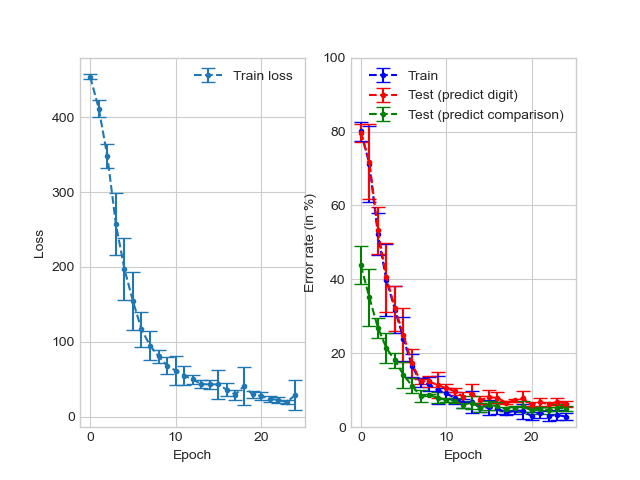 Train loss
Loss
400
300
200
100
0
0
10
20
Epoch
Train
Test (predict digit)
Test (predict comparison)
Error rate (in %)
100
80
60
40
20
0
0
10
20
Epoch